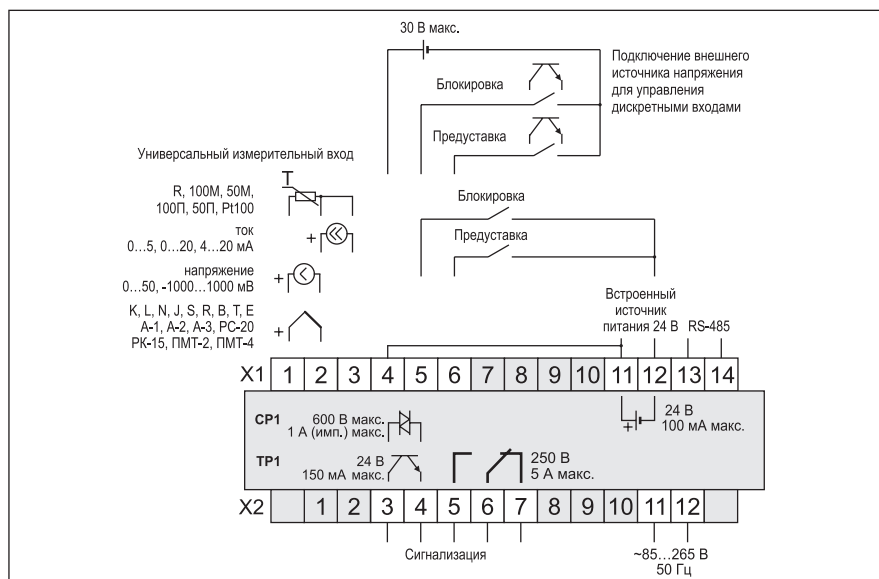 30 В макс.
Подключение внешнего
источника напряжения
для управления
дискретными входами
Блокировка
Предуставка
Универсальный измерительный вход
T
R, 100М, 50М,
100П, 50П, Pt100
ток
0…5, 0…20, 4…20 мА
+
напряжение
0…50, -1000…1000 мВ
+
K, L, N, J, S, R, B, T, E
А-1, А-2, А-3, РС-20
РК-15, ПМТ-2, ПМТ-4
+
Блокировка
Предуставка
Встроенный
источник
питания 24 В
RS-485
X1 1 2 3 4 5 6 7 8 9 10 11 12 13 14
СР1
600 В макс.
1 А (имп.) макс.
+
24 В
100 мА макс.
ТР1
24 В
150 мА макс.
250 В
5 А макс.
X2 1 2 3 4 5 6 7 8 9 10 11 12
Сигнализация
~85…265 В
50 Гц